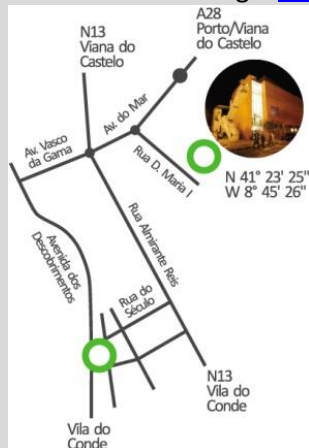 A28
Porto/Viana
do Castelo
N13
Viana do
Castelo
Av. do Mar
Av. Vasco
da Gama
Rua D. Maria I
N 41° 23' 25"
W 8° 45' 26"
Rua Almirante Reis
Avenida dos
Descobrimentos
Rua do
Século
N13
Vila do
Conde
Vila do
Conde